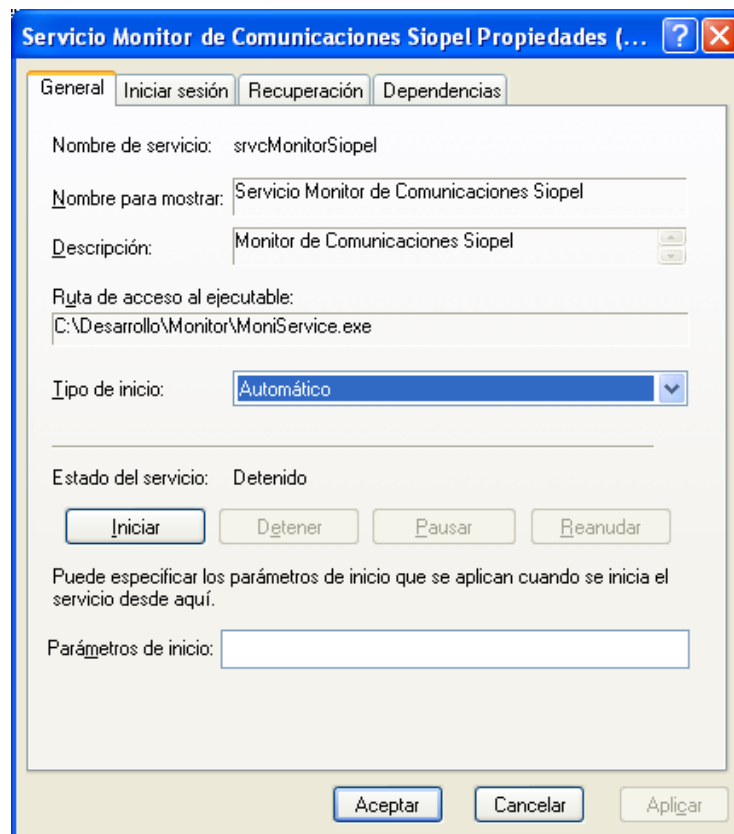 Servicio Monitor de Comunicaciones Siopel Propiedades (...
General Iniciar sesión Recuperación Dependencias
Nombre de servicio: srvcMonitorSiopel
Nombre para mostrar: Servicio Monitor de Comunicaciones Siopel
Descripción: Monitor de Comunicaciones Siopel
Ruta de acceso al ejecutable:
C:\Desarrollo\Monitor\MoniService.exe
Tipo de inicio: Automático
Estado del servicio: Detenido
Iniciar Detener Pausar Reanudar
Puede especificar los parámetros de inicio que se aplican cuando se inicia el
servicio desde aquí.
Parámetros de inicio:
Aceptar Cancelar Aplicar